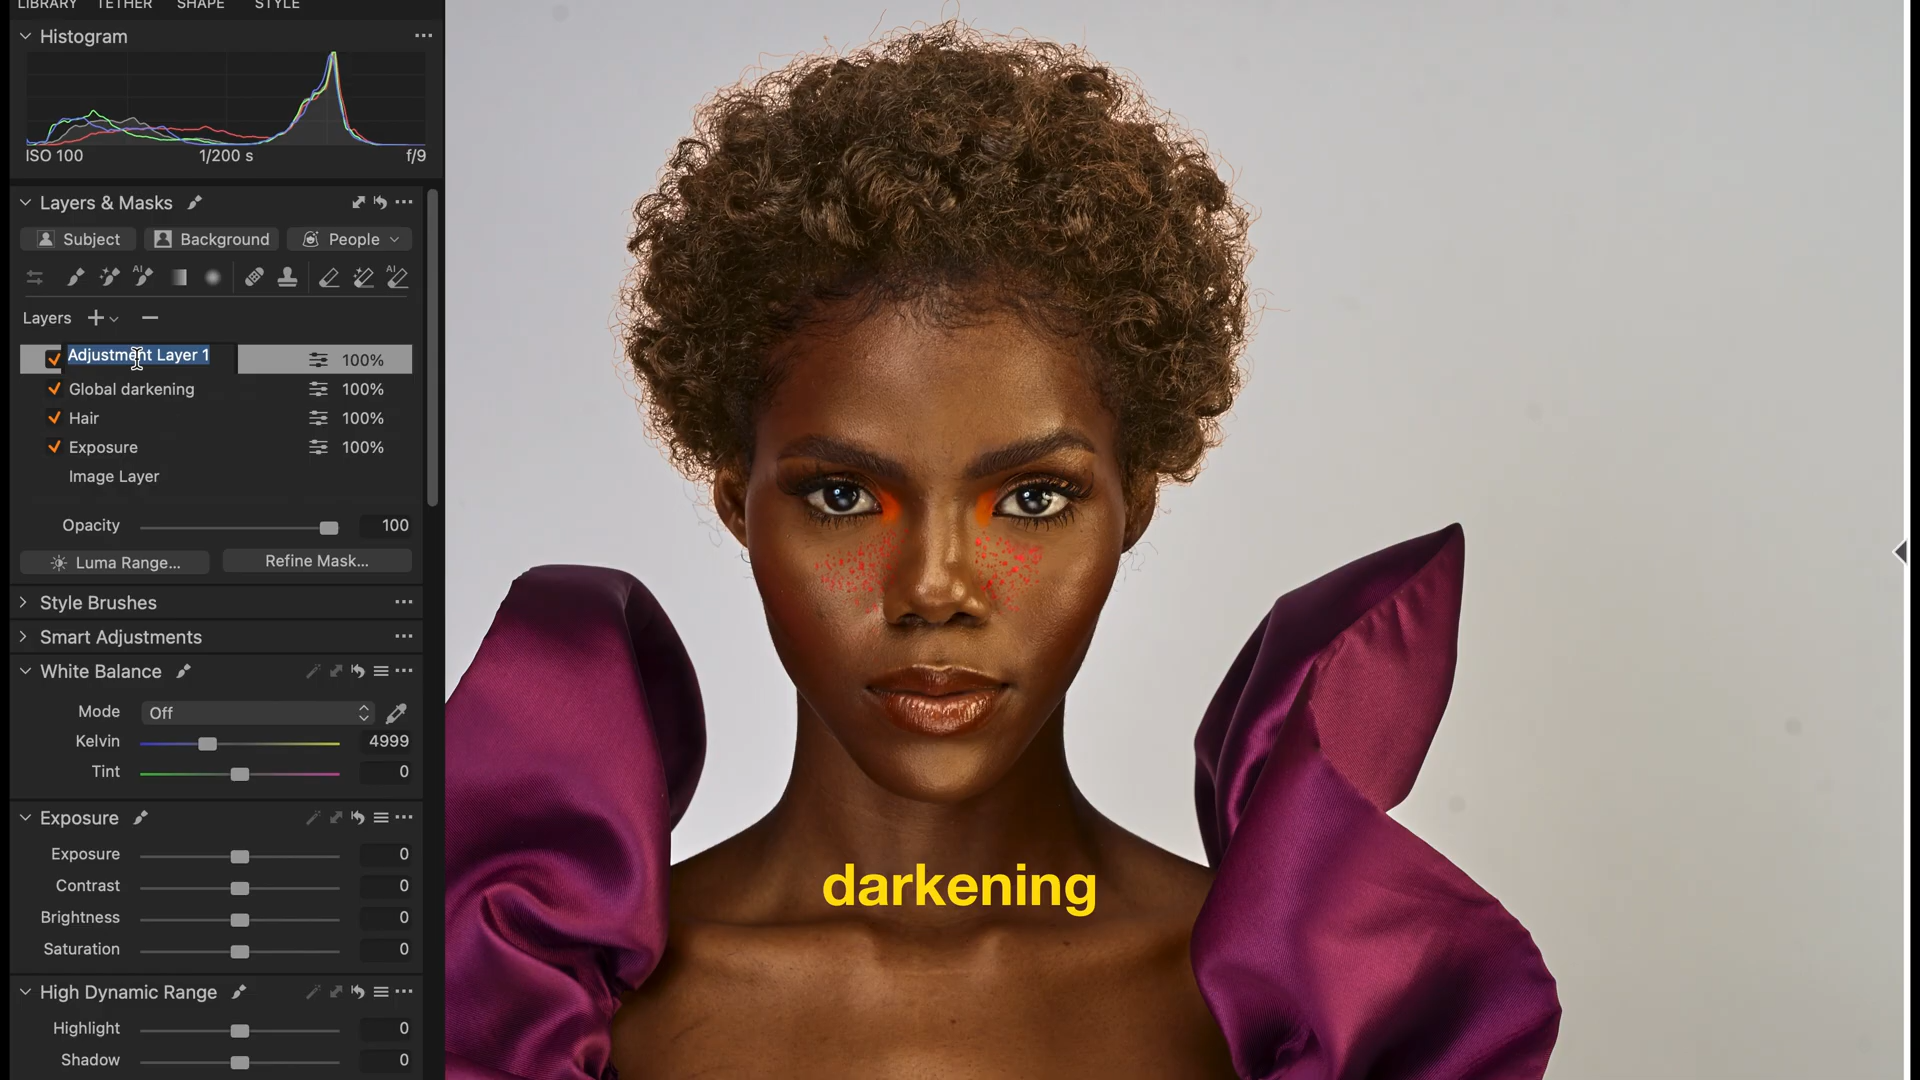 LIBRARY TETHER SHAPE STYLE
Histogram
ISO 100 1/200 s f/9
Layers & Masks
Subject Background People
AI AI
Layers
Adjustment Layer 1 100%
Global darkening 100%
Hair 100%
Exposure 100%
Image Layer
Opacity 100
Luma Range... Refine Mask...
Style Brushes
Smart Adjustments
White Balance
Mode Off
Kelvin 4999
Tint 0
Exposure
Exposure 0
Contrast 0
Brightness 0
Saturation 0
High Dynamic Range
Highlight 0
Shadow 0
darkening